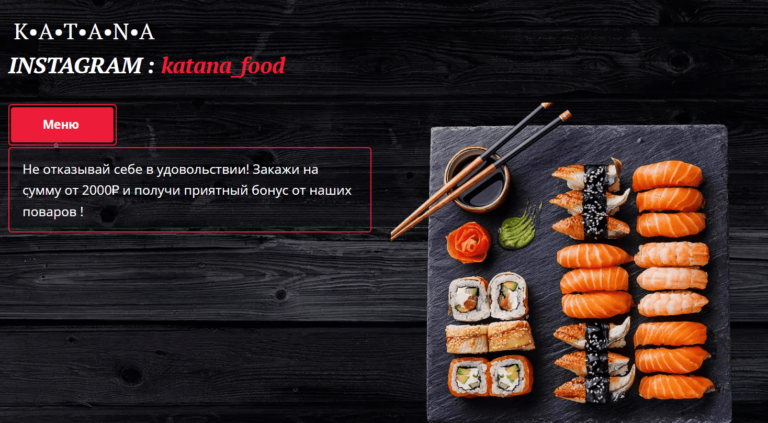 K•A•T•A•N•A
INSTAGRAM : katana_food
Меню
Не отказывай себе в удовольствии! Закажи на
сумму от 2000₽ и получи приятный бонус от наших
поваров !